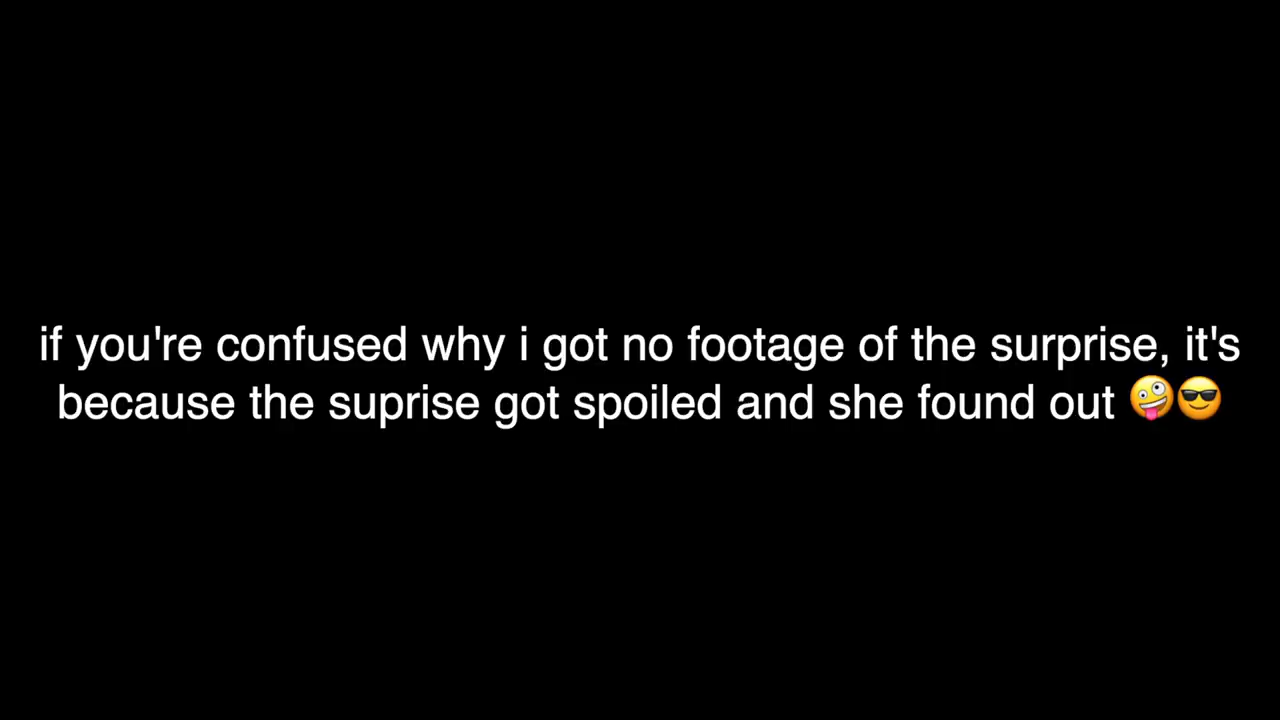 if you're confused why i got no footage of the surprise, it's
because the suprise got spoiled and she found out 🤪😎